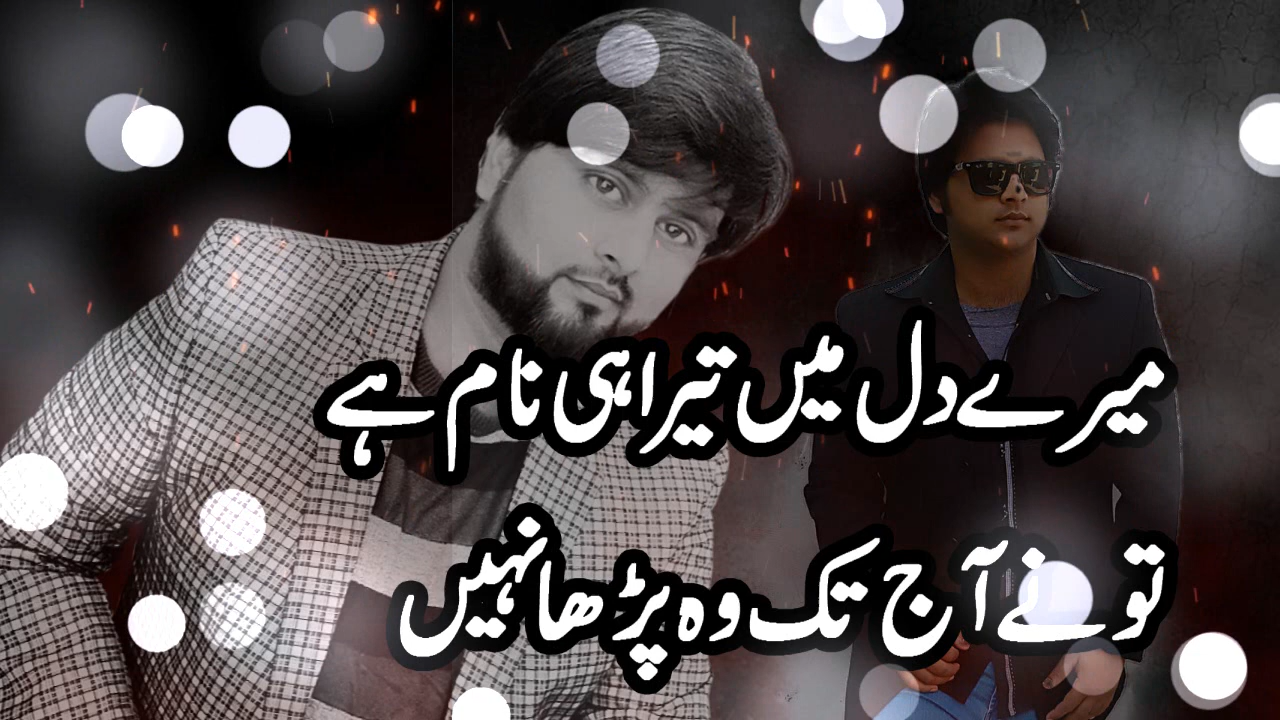 میرے دل میں تیرا ہی نام ہے
تو نے آج تک وہ پڑھا نہیں